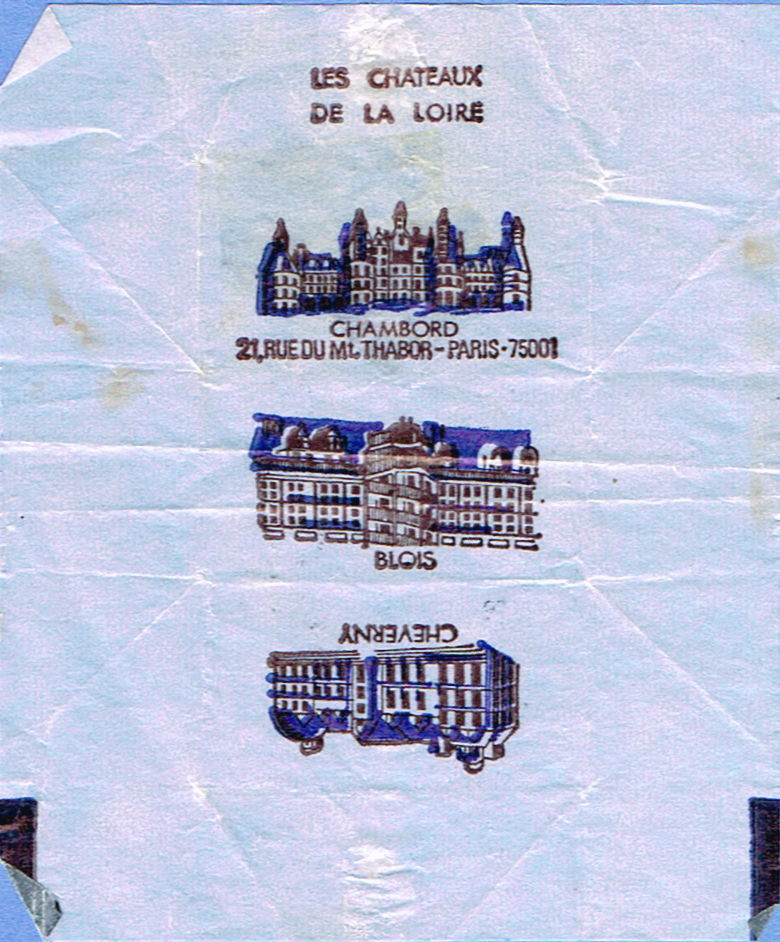 LES CHATEAUX
DE LA LOIRE
CHAMBORD
21, RUE DU Mt. THABOR - PARIS - 75001
BLOIS
CHEVERNY